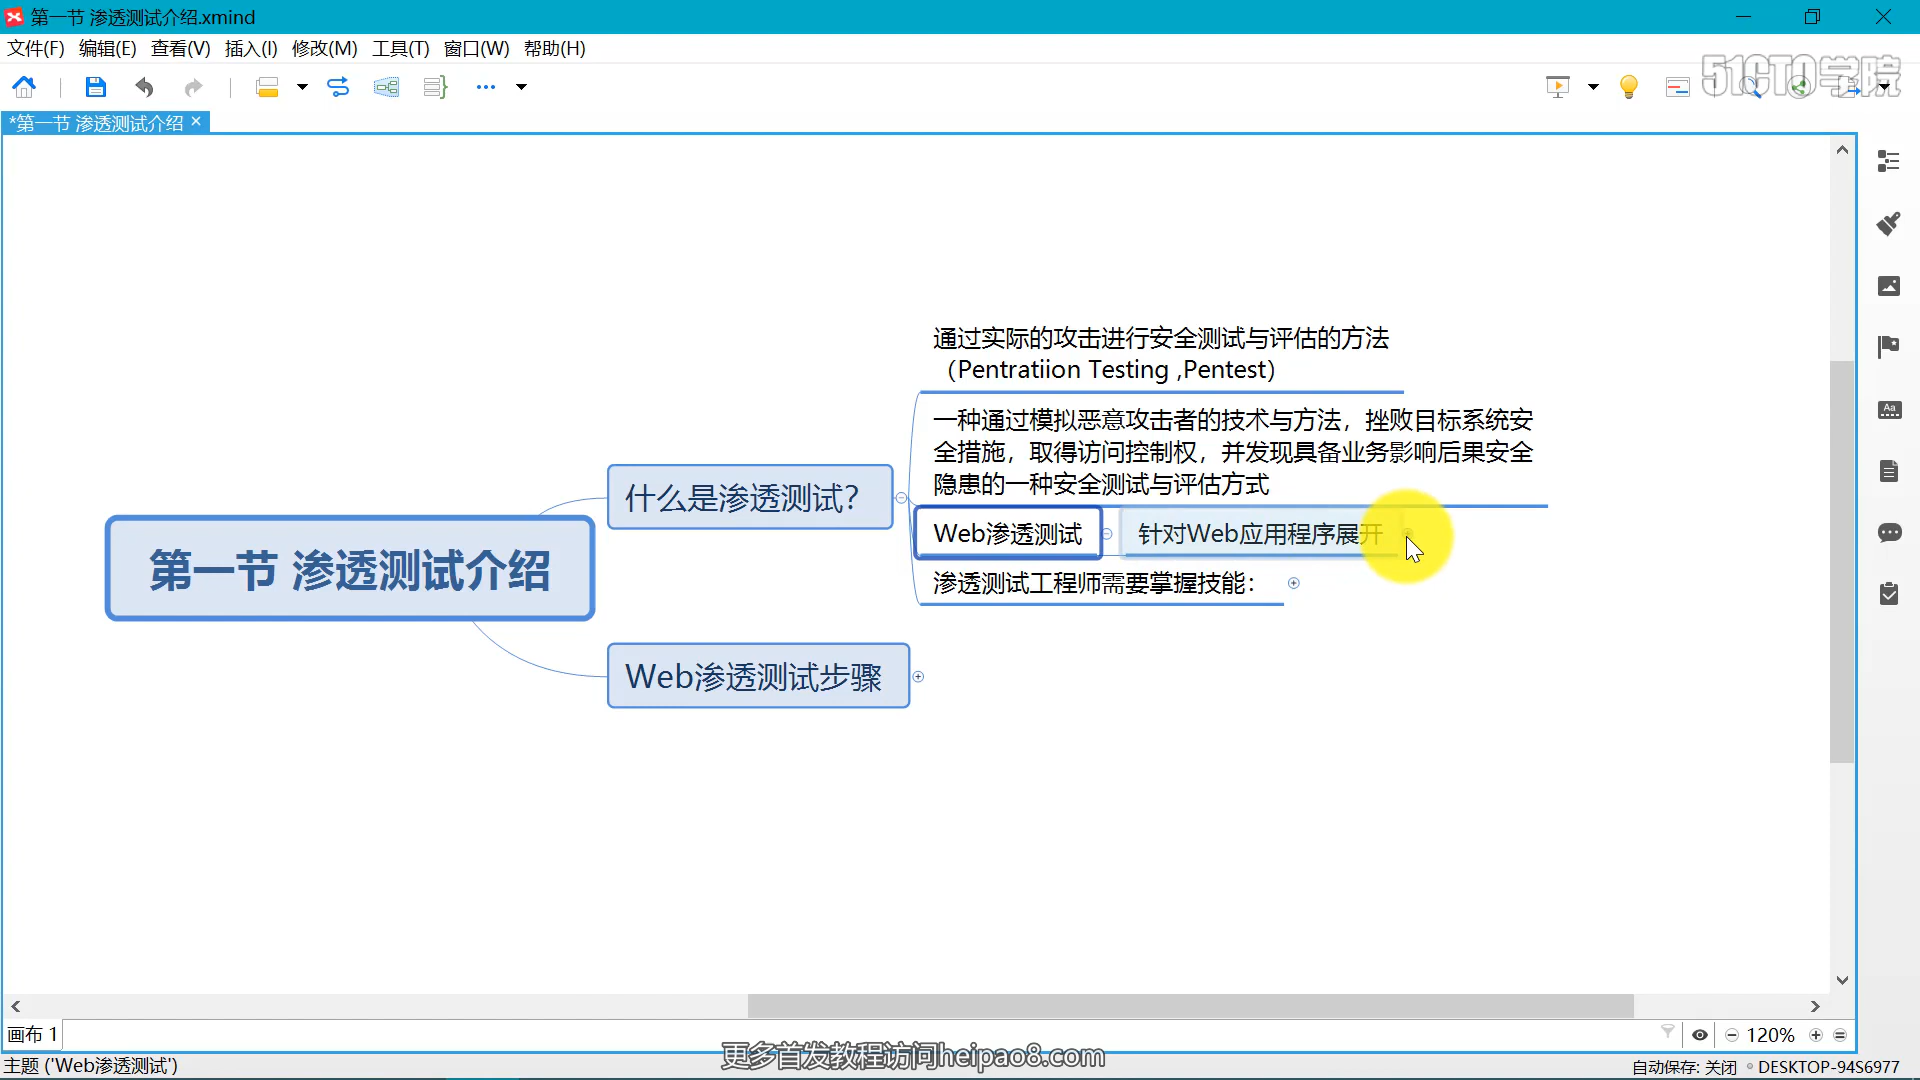 第一节 渗透测试介绍.xmind
文件(F) 编辑(E) 查看(V) 插入(I) 修改(M) 工具(T) 窗口(W) 帮助(H)
51CTO学院
*第一节 渗透测试介绍
通过实际的攻击进行安全测试与评估的方法
（Pentratiion Testing ,Pentest）
一种通过模拟恶意攻击者的技术与方法，挫败目标系统安
全措施，取得访问控制权，并发现具备业务影响后果安全
隐患的一种安全测试与评估方式
什么是渗透测试？
Web渗透测试
针对Web应用程序展开
第一节 渗透测试介绍
渗透测试工程师需要掌握技能：
Web渗透测试步骤
画布 1
120%
更多首发教程访问heipao8.com
主题 ('Web渗透测试')
自动保存: 关闭
DESKTOP-94S6977